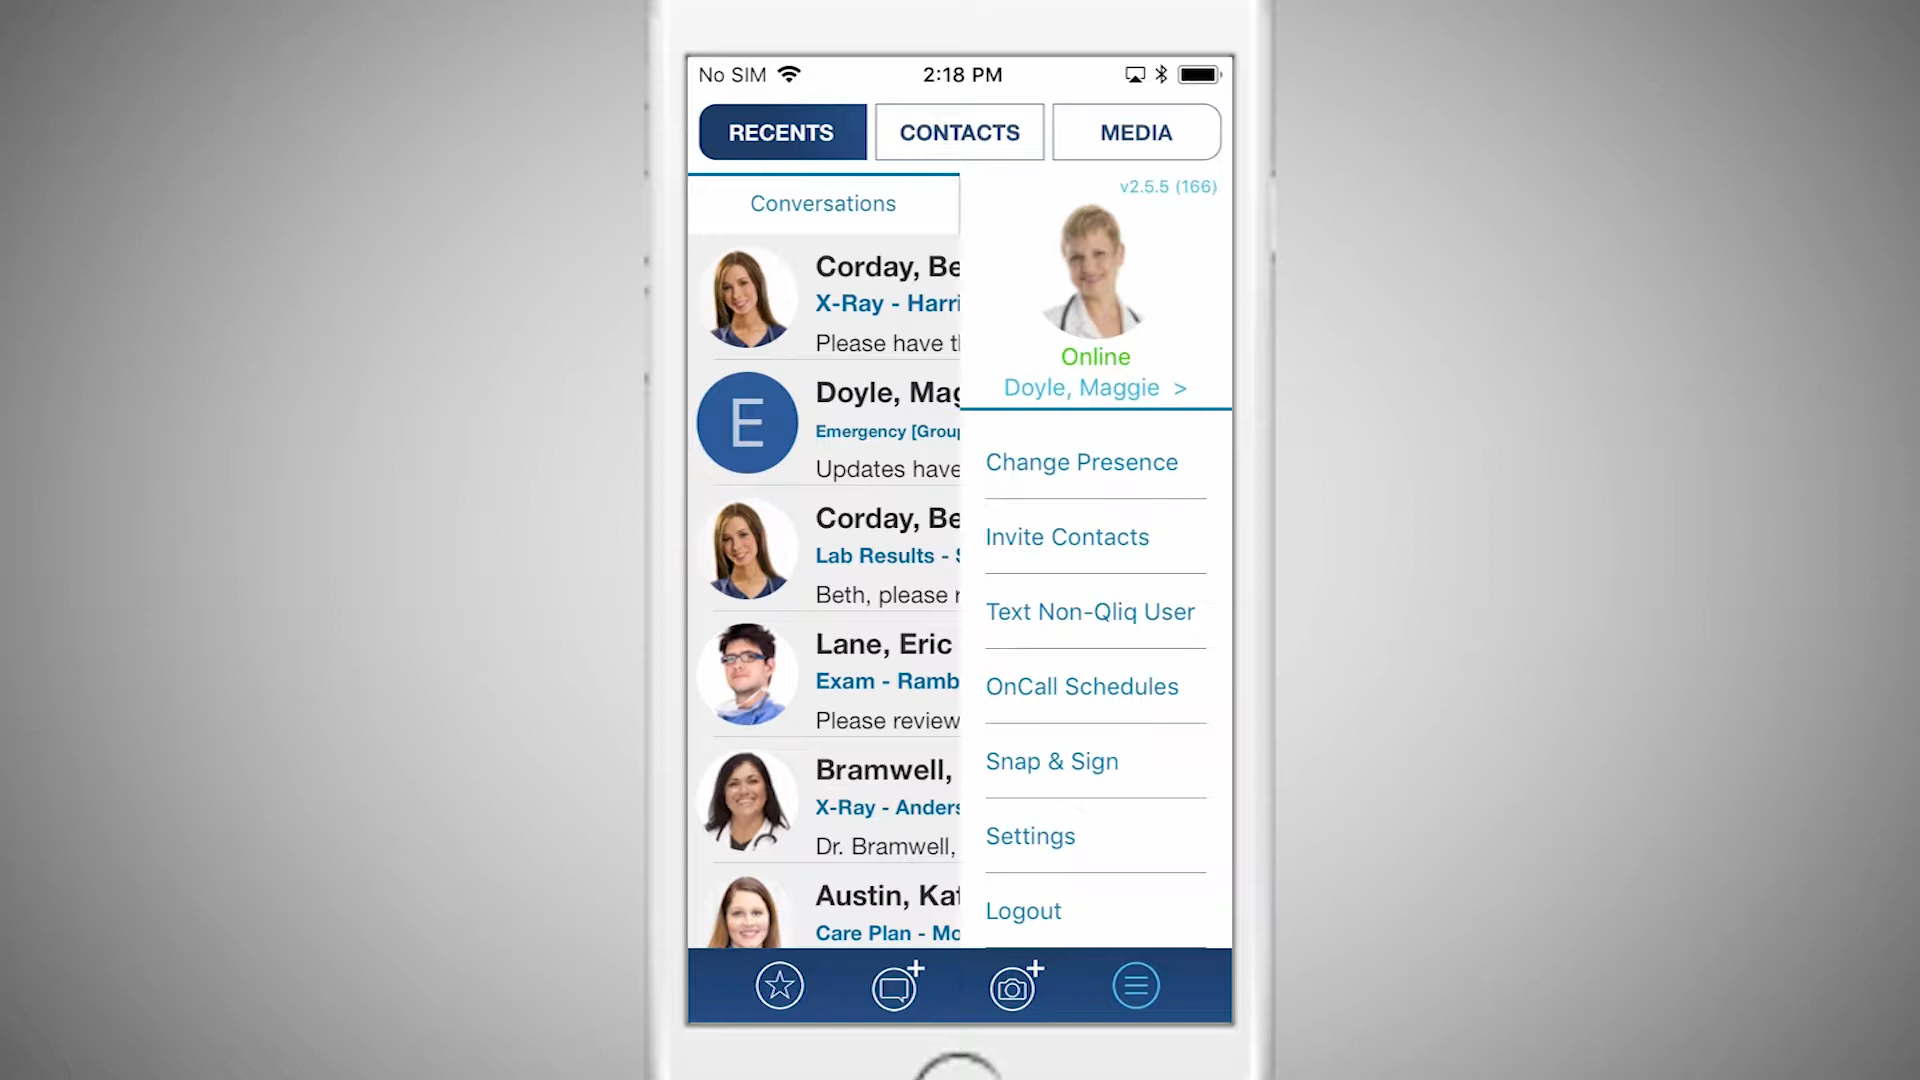 No SIM
2:18 PM
RECENTS
CONTACTS
MEDIA
Conversations
Corday, Be
X-Ray - Harri
Please have
Doyle, Mag
Emergency [Grou
Updates have
Corday, Be
Lab Results -
Beth, please
Lane, Eric
Exam - Ramb
Please review
Bramwell,
X-Ray - Anders
Dr. Bramwell,
Austin, Ka
Care Plan - Mo
v2.5.5 (166)
Online
Doyle, Maggie >
Change Presence
Invite Contacts
Text Non-Qliq User
OnCall Schedules
Snap & Sign
Settings
Logout
E